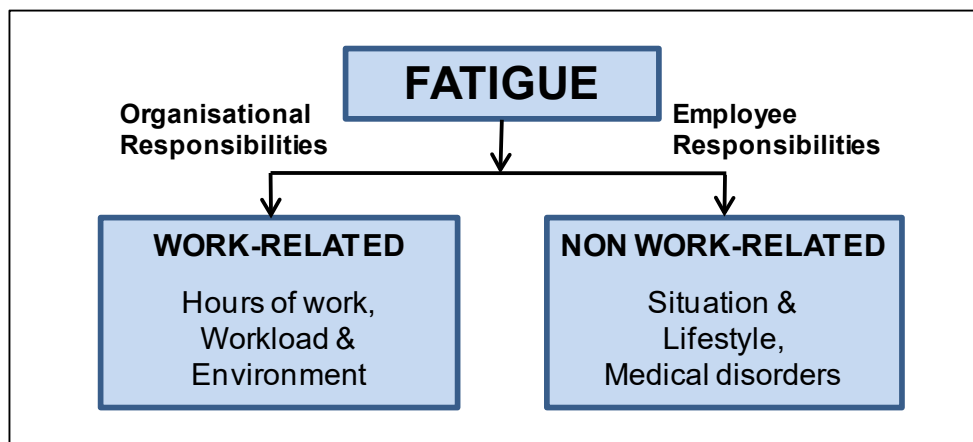 FATIGUE
Organisational
Responsibilities
Employee
Responsibilities
WORK-RELATED
Hours of work,
Workload &
Environment
NON WORK-RELATED
Situation &
Lifestyle,
Medical disorders